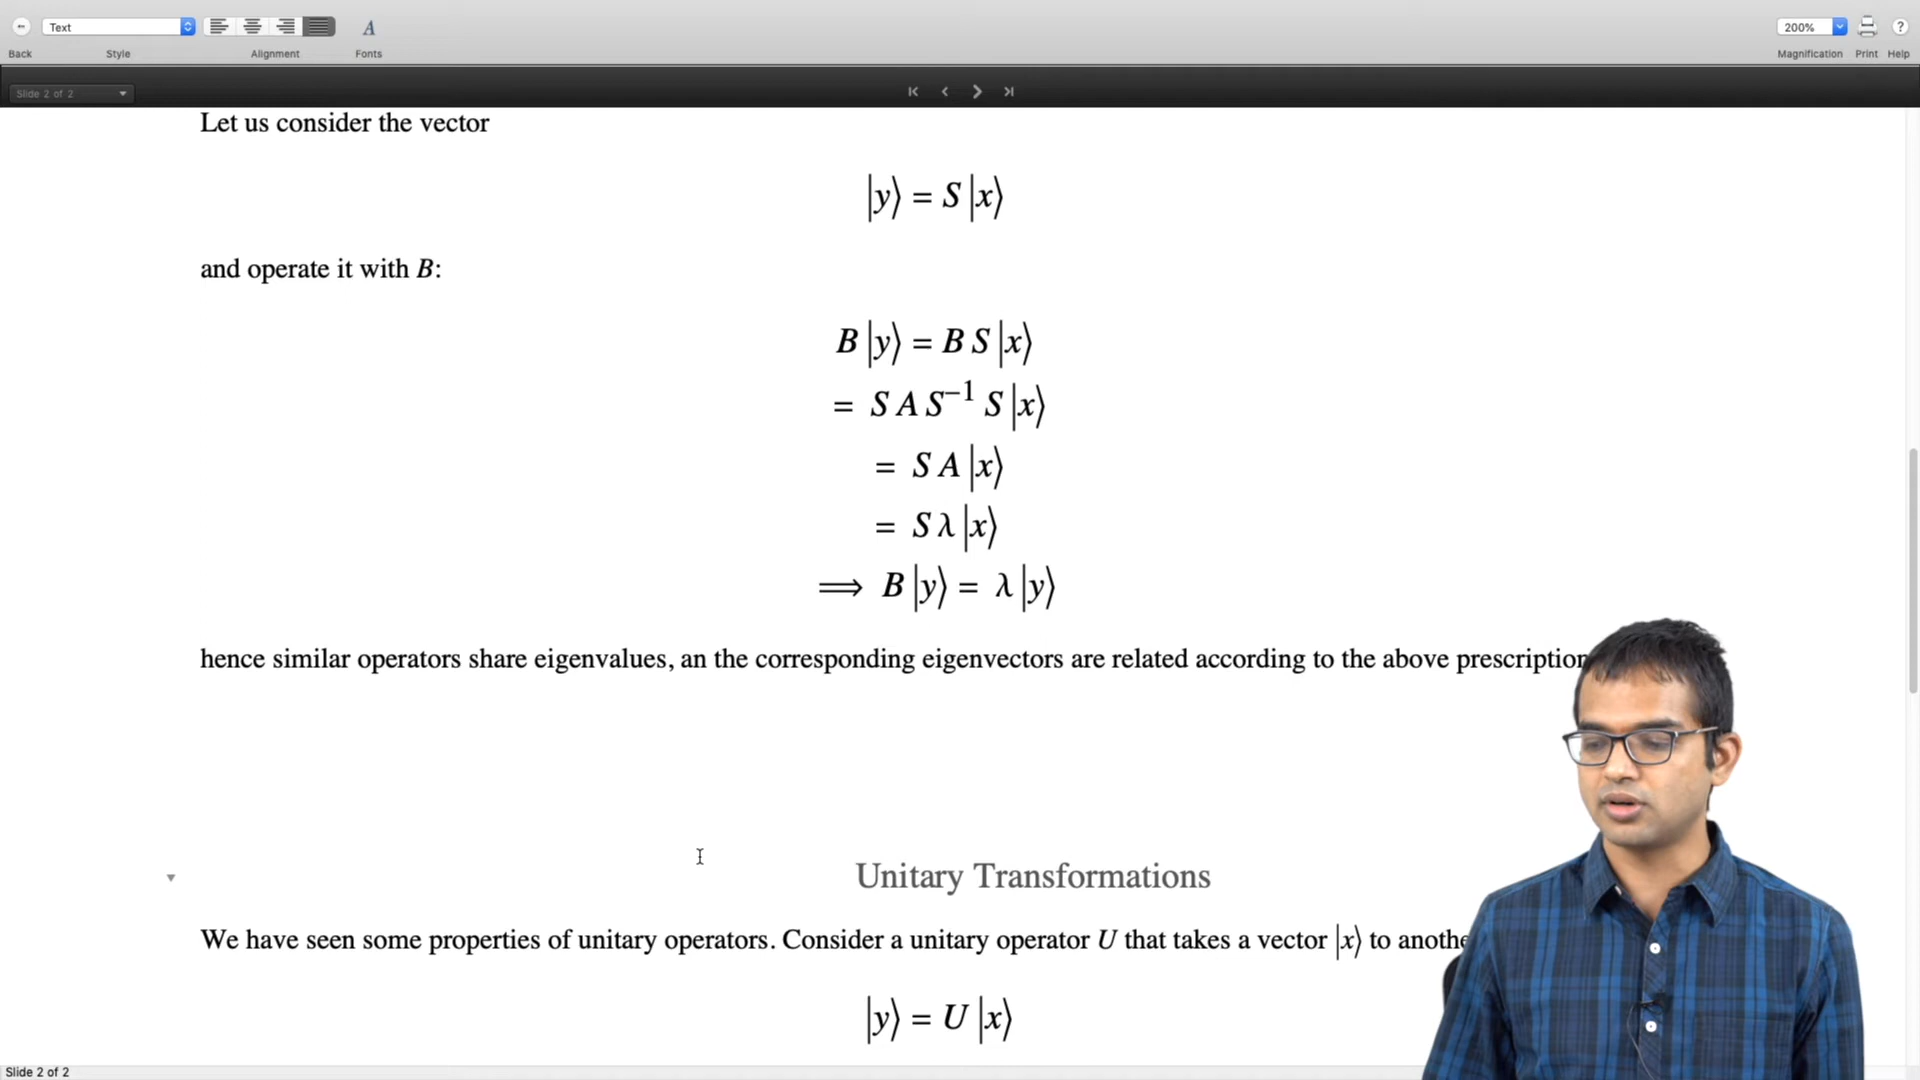 Text
200%
Back Style Alignment Fonts Magnification Print Help
Slide 2 of 2
Let us consider the vector
|y⟩ = S |x⟩
and operate it with B:
B |y⟩ = B S |x⟩
= S A S⁻¹ S |x⟩
= S A |x⟩
= S λ |x⟩
⟹ B |y⟩ = λ |y⟩
hence similar operators share eigenvalues, an the corresponding eigenvectors are related according to the above prescription
Unitary Transformations
We have seen some properties of unitary operators. Consider a unitary operator U that takes a vector |x⟩ to anothe
|y⟩ = U |x⟩
Slide 2 of 2